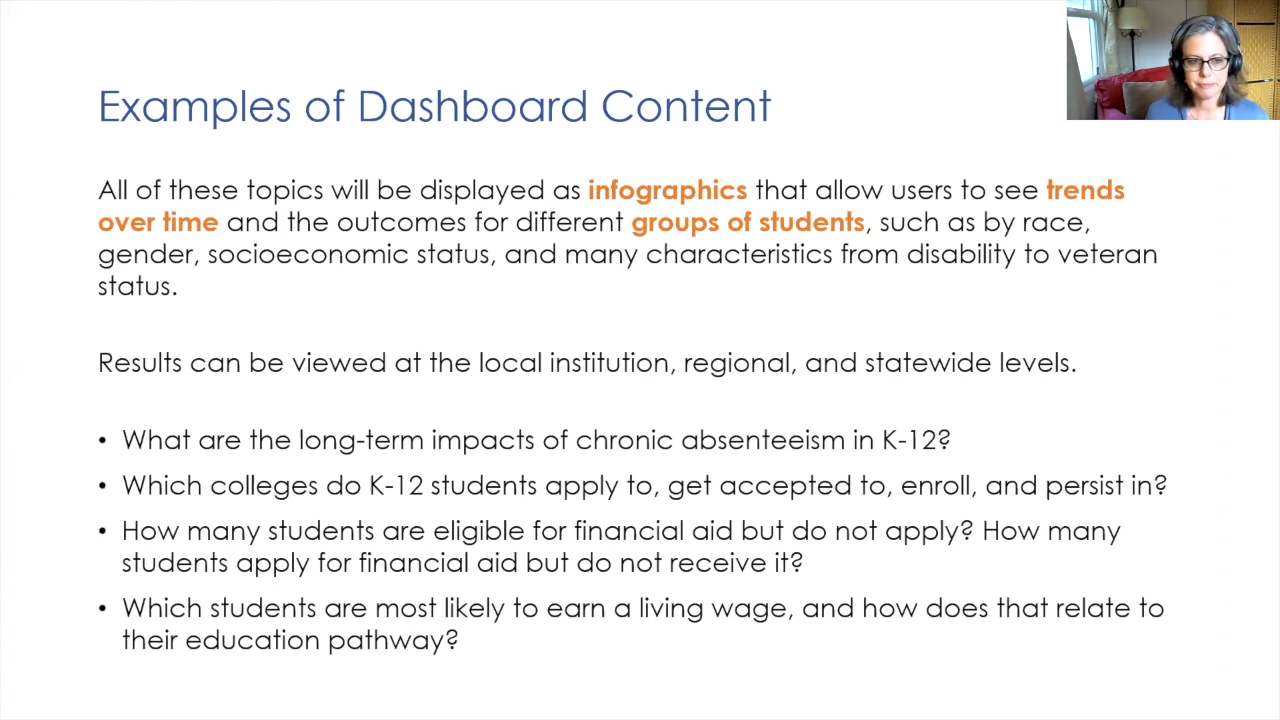 Examples of Dashboard Content
All of these topics will be displayed as infographics that allow users to see trends
over time and the outcomes for different groups of students, such as by race,
gender, socioeconomic status, and many characteristics from disability to veteran
status.
Results can be viewed at the local institution, regional, and statewide levels.
• What are the long-term impacts of chronic absenteeism in K-12?
• Which colleges do K-12 students apply to, get accepted to, enroll, and persist in?
• How many students are eligible for financial aid but do not apply? How many
students apply for financial aid but do not receive it?
• Which students are most likely to earn a living wage, and how does that relate to
their education pathway?